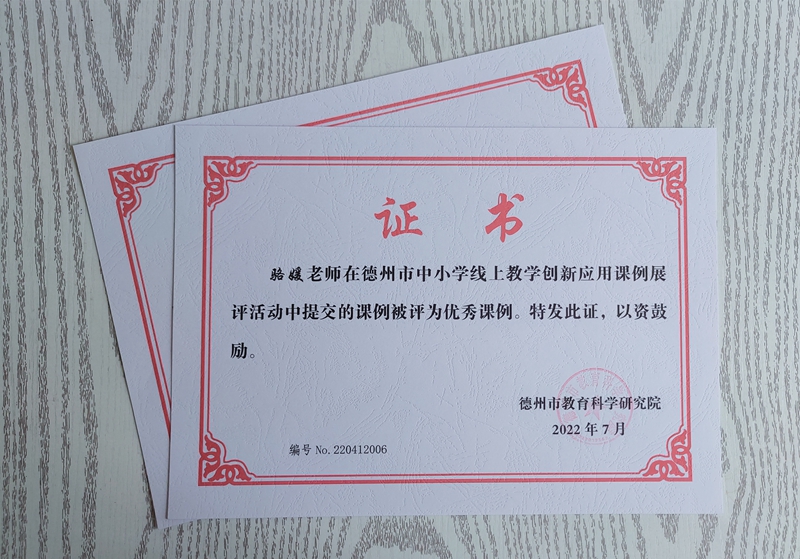 证 书
骆媛老师在德州市中小学线上教学创新应用课例展
评活动中提交的课例被评为优秀课例。特发此证，以资鼓
励。
德州市教育科学研究院
2022 年 7 月
编号 No.220412006